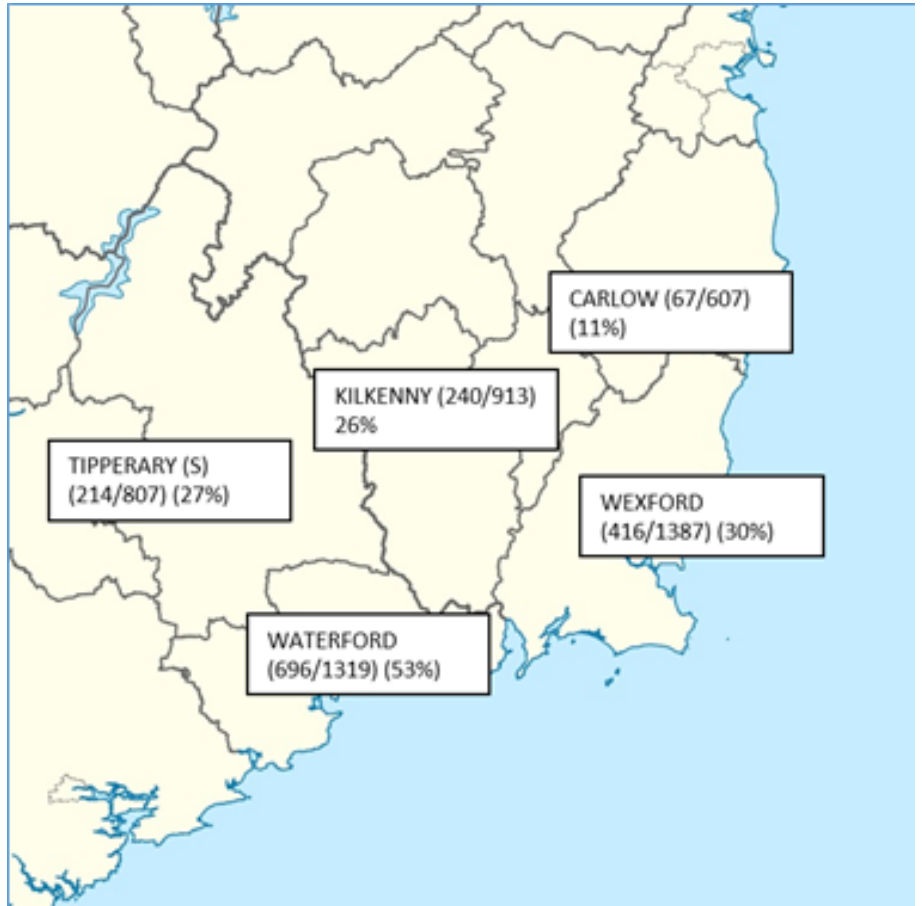 CARLOW (67/607)
(11%)
KILKENNY (240/913)
26%
TIPPERARY (S)
(214/807) (27%)
WEXFORD
(416/1387) (30%)
WATERFORD
(696/1319) (53%)